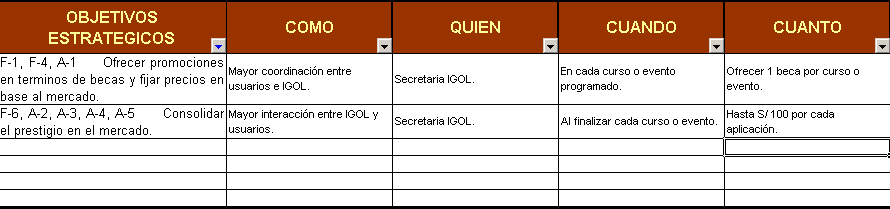 OBJETIVOS
ESTRATEGICOS
COMO
QUIEN
CUANDO
CUANTO
F-1, F-4, A-1 Ofrecer promociones
en terminos de becas y fijar precios en
base al mercado.
Mayor coordinación entre
usuarios e IGOL.
Secretaria IGOL.
En cada curso o evento
programado.
Ofrecer 1 beca por curso o
evento.
F-6, A-2, A-3, A-4, A-5 Consolidar
el prestigio en el mercado.
Mayor interacción entre IGOL y
usuarios.
Secretaria IGOL.
Al finalizar cada curso o evento.
Hasta S/ 100 por cada
aplicación.